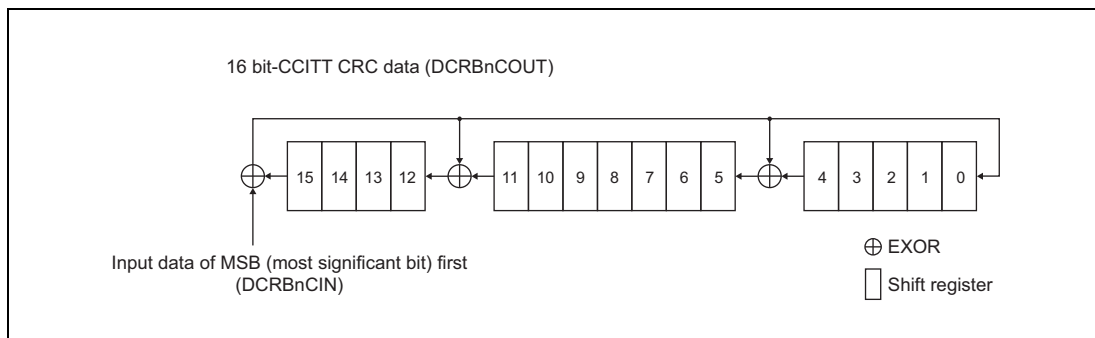 16 bit-CCITT CRC data (DCRBnCOUT)
15 14 13 12 11 10 9 8 7 6 5 4 3 2 1 0
Input data of MSB (most significant bit) first
(DCRBnCIN)
EXOR
Shift register